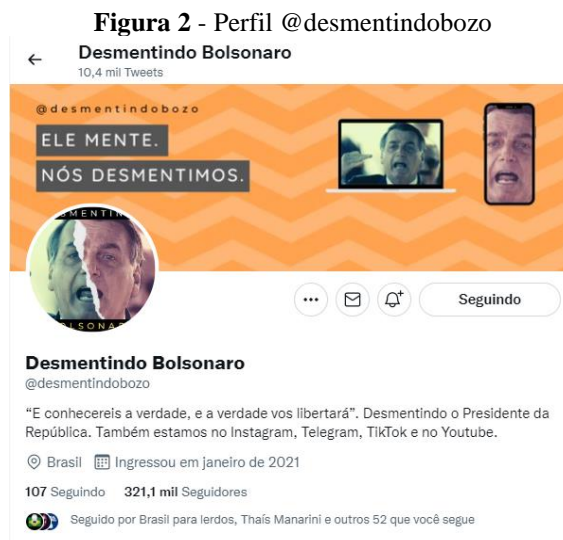 Figura 2 - Perfil @desmentindobozo
Desmentindo Bolsonaro
10,4 mil Tweets
@desmentindobozo
ELE MENTE.
NÓS DESMENTIMOS.
Seguindo
Desmentindo Bolsonaro
@desmentindobozo
“E conhecereis a verdade, e a verdade vos libertará”. Desmentindo o Presidente da
República. Também estamos no Instagram, Telegram, TikTok e no Youtube.
Brasil Ingressou em janeiro de 2021
107 Seguindo 321,1 mil Seguidores
Seguido por Brasil para lerdos, Thaís Manarini e outros 52 que você segue